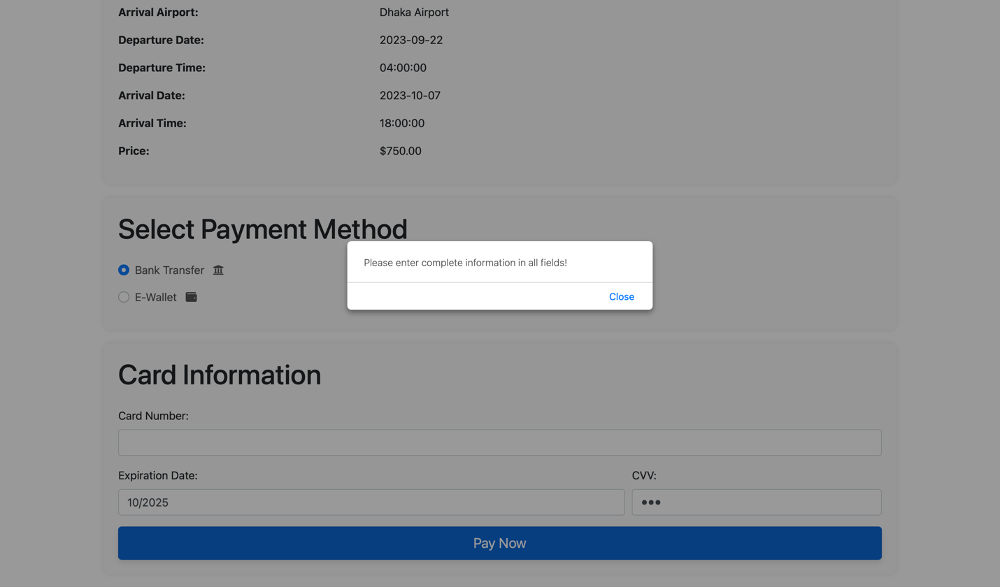 Arrival Airport: Dhaka Airport
Departure Date: 2023-09-22
Departure Time: 04:00:00
Arrival Date: 2023-10-07
Arrival Time: 18:00:00
Price: $750.00
Select Payment Method
Please enter complete information in all fields!
Bank Transfer
E-Wallet
Close
Card Information
Card Number:
Expiration Date: CVV:
10/2025 •••
Pay Now